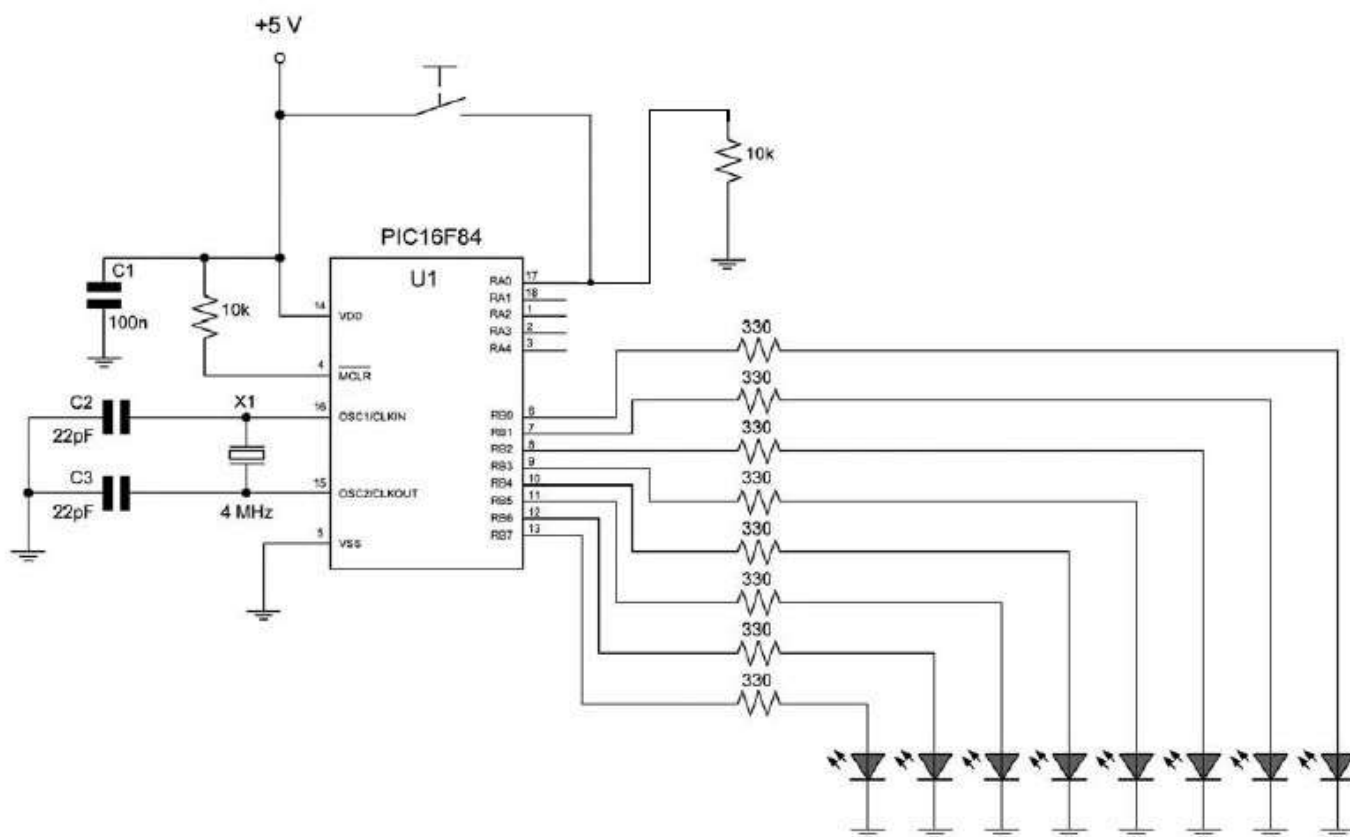 +5 V
10k
PIC16F84
U1
C1
100n
10k
14
VDD
4
MCLR
C2
22pF
X1
16
OSC1/CLKIN
C3
22pF
4 MHz
15
OSC2/CLKOUT
5
VSS
RA0
17
RA1
18
RA2
1
RA3
2
RA4
3
RB0
6
RB1
7
RB2
8
RB3
9
RB4
10
RB5
11
RB6
12
RB7
13
330
330
330
330
330
330
330
330